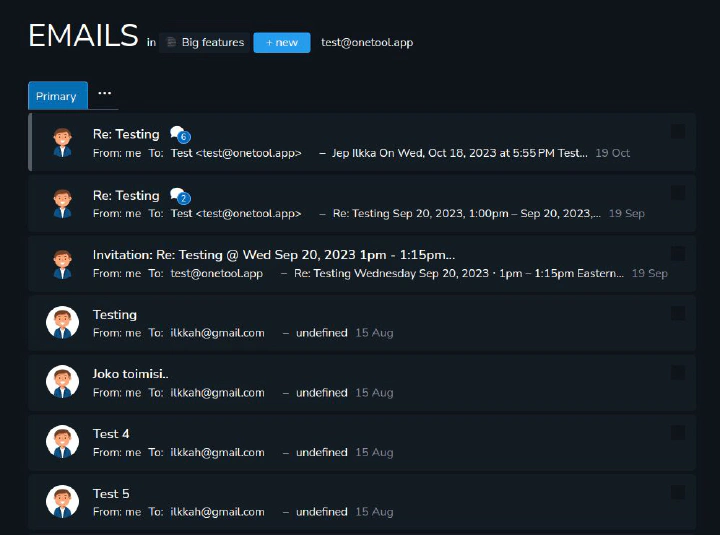 EMAILS in Big features + new test@onetool.app
Primary ...
Re: Testing 6
From: me To: Test <test@onetool.app> – Jep Ilkka On Wed, Oct 18, 2023 at 5:55 PM Test... 19 Oct
Re: Testing 2
From: me To: Test <test@onetool.app> – Re: Testing Sep 20, 2023, 1:00pm – Sep 20, 2023,... 19 Sep
Invitation: Re: Testing @ Wed Sep 20, 2023 1pm - 1:15pm...
From: me To: test@onetool.app – Re: Testing Wednesday Sep 20, 2023 · 1pm – 1:15pm Eastern... 19 Sep
Testing
From: me To: ilkkah@gmail.com – undefined 15 Aug
Joko toimisi..
From: me To: ilkkah@gmail.com – undefined 15 Aug
Test 4
From: me To: ilkkah@gmail.com – undefined 15 Aug
Test 5
From: me To: ilkkah@gmail.com – undefined 15 Aug